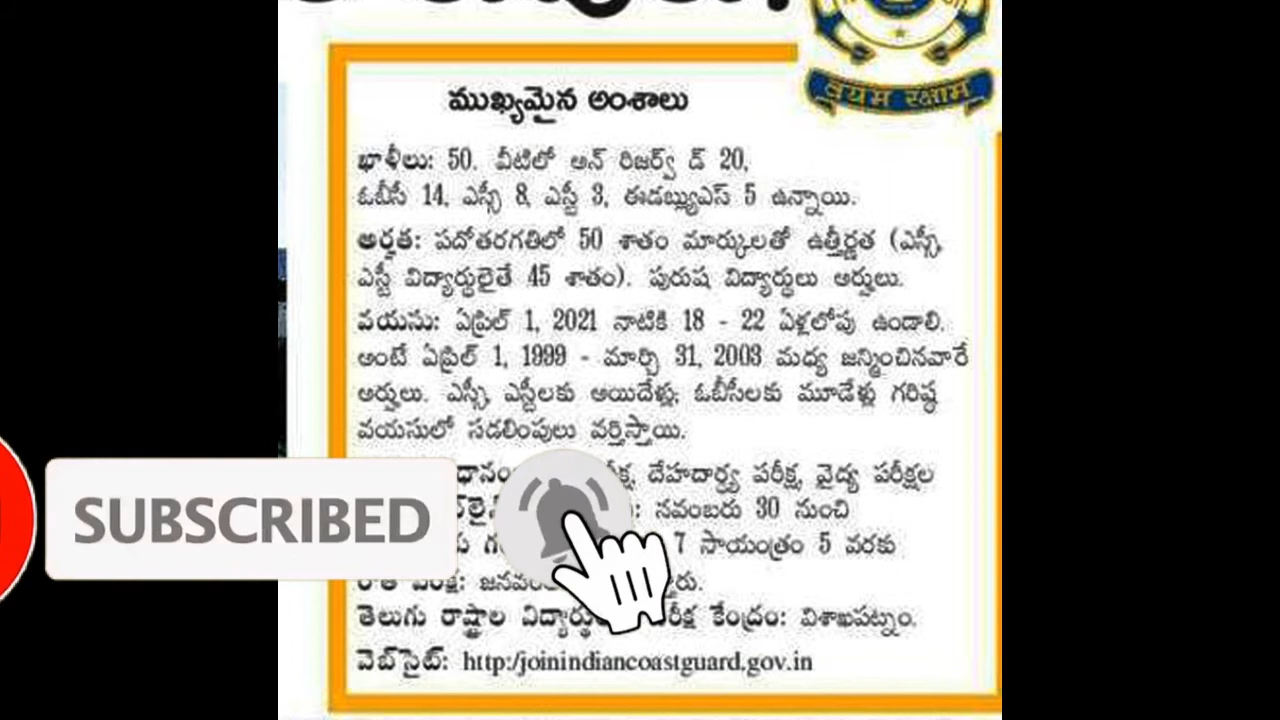 वयम रक्षाम
ముఖ్యమైన అంశాలు
ఖాళీలు: 50. వీటిలో అన్ రిజర్వ్ డ్ 20,
ఓబీసీ 14, ఎస్సీ 8, ఎస్టీ 3, ఈడబ్ల్యుఎస్ 5 ఉన్నాయి.
అర్హత: పదోతరగతిలో 50 శాతం మార్కులతో ఉత్తీర్ణత (ఎస్సీ,
ఎస్టీ విద్యార్థులైతే 45 శాతం). పురుష విద్యార్థులు అర్హులు.
వయసు: ఏప్రిల్ 1, 2021 నాటికి 18 - 22 ఏళ్లలోపు ఉండాలి.
అంటే ఏప్రిల్ 1, 1999 - మార్చి 31, 2003 మధ్య జన్మించినవారే
అర్హులు. ఎస్సీ, ఎస్టీలకు అయిదేళ్లు; ఓబీసీలకు మూడేళ్లు గరిష్ఠ
వయసులో సడలింపులు వర్తిస్తాయి.
దేహదార్ఢ్య పరీక్ష, వైద్య పరీక్షల
SUBSCRIBED
నవంబరు 30 నుంచి
7 సాయంత్రం 5 వరకు
తెలుగు రాష్ట్రాల కేంద్రం: విశాఖపట్నం.
వెబ్‌సైట్: http:/joinindiancoastguard.gov.in